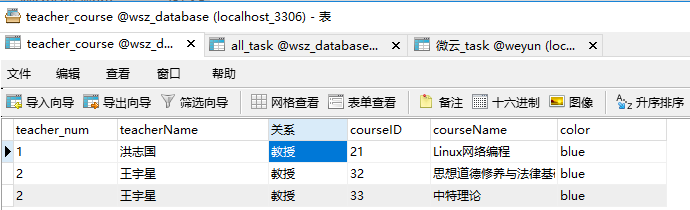 teacher_course @wsz_database (localhost_3306) - 表
teacher_course @wsz_d... all_task @wsz_database... 微云_task @weyun (loc...
文件 编辑 查看 窗口 帮助
导入向导 导出向导 筛选向导 网格查看 表单查看 备注 十六进制 图像 升序排序
teacher_num teacherName 关系 courseID courseName color
1 洪志国 教授 21 Linux网络编程 blue
2 王宇星 教授 32 思想道德修养与法律基 blue
2 王宇星 教授 33 中特理论 blue